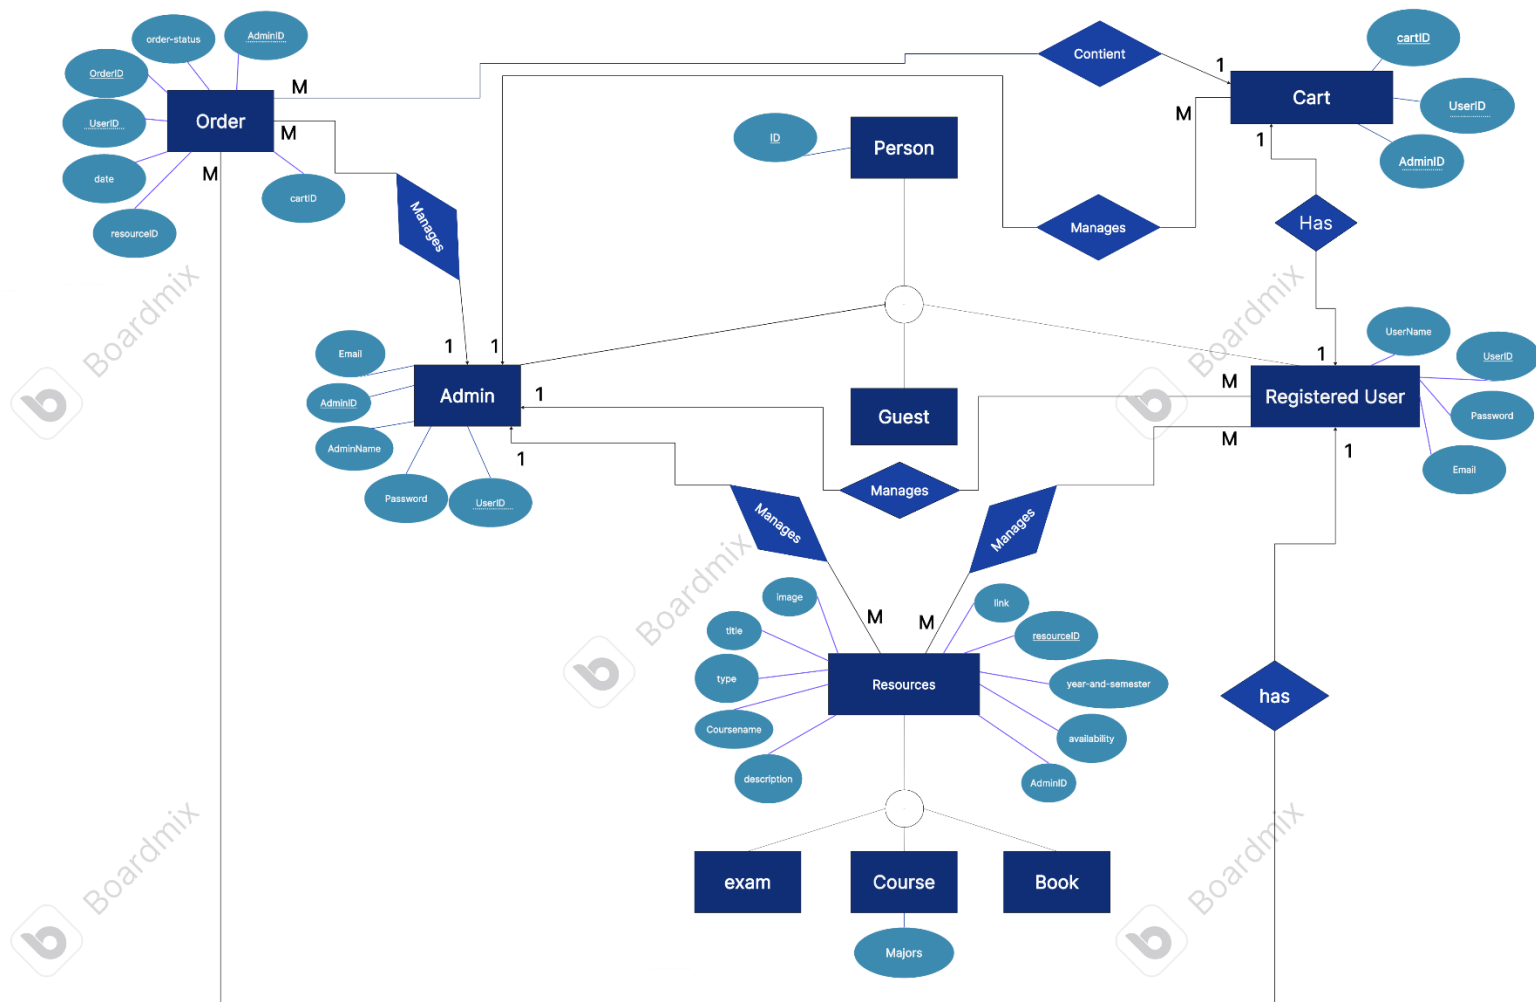 order-status
AdminID
OrderID
UserID
date
resourceID
cartID
Order
M
M
M
Contient
1
Cart
cartID
UserID
AdminID
M
1
ID
Person
Manages
Manages
Has
Boardmix
Boardmix
1
1
1
Email
AdminID
AdminName
Password
UserID
Admin
1
1
Guest
M
Registered User
M
1
UserName
UserID
Password
Email
Manages
Manages
Manages
Boardmix
M
M
image
title
type
Coursename
description
Resources
link
resourceID
year-and-semester
availability
AdminID
has
exam
Course
Book
Majors
Boardmix
Boardmix